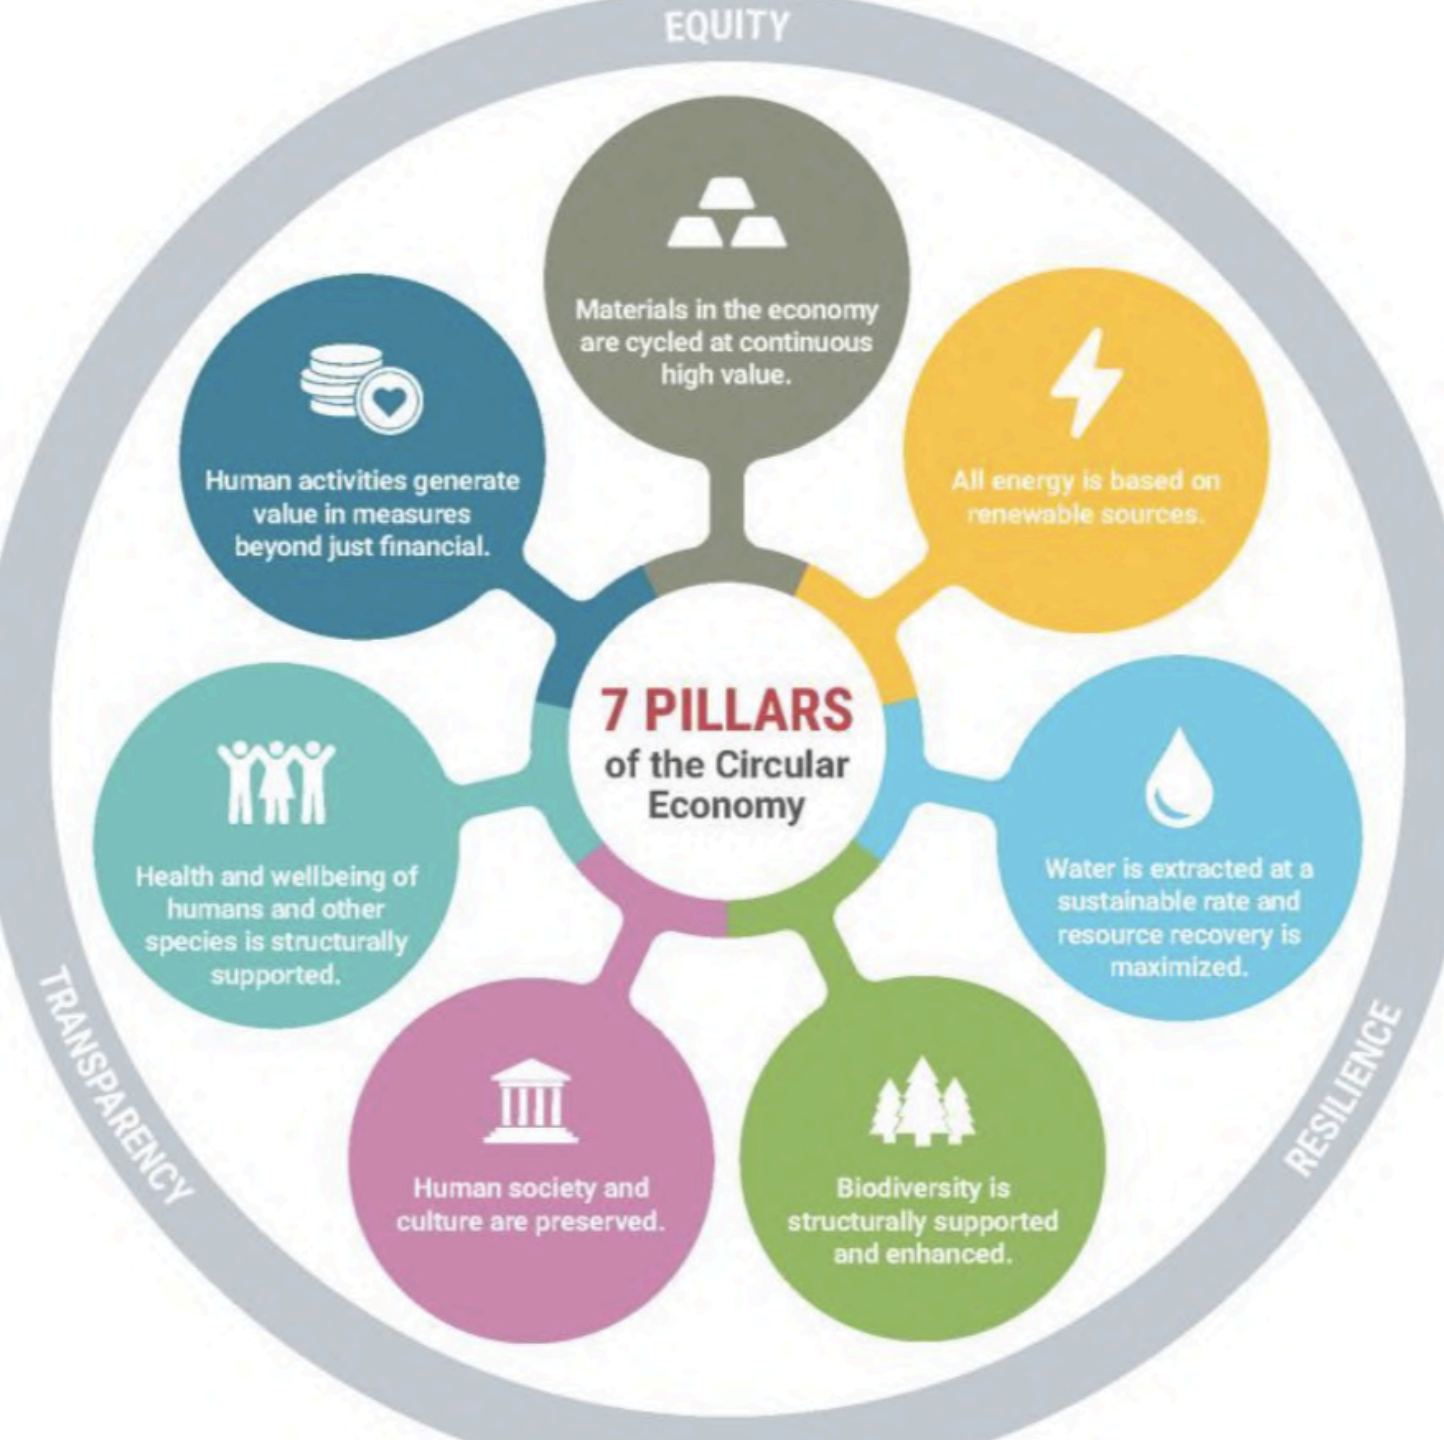 EQUITY
Materials in the economy
are cycled at continuous
high value.
All energy is based on
renewable sources.
Water is extracted at a
sustainable rate and
resource recovery is
maximized.
Biodiversity is
structurally supported
and enhanced.
Human society and
culture are preserved.
Health and wellbeing of
humans and other
species is structurally
supported.
Human activities generate
value in measures
beyond just financial.
7 PILLARS
of the Circular
Economy
RESILIENCE
TRANSPARENCY